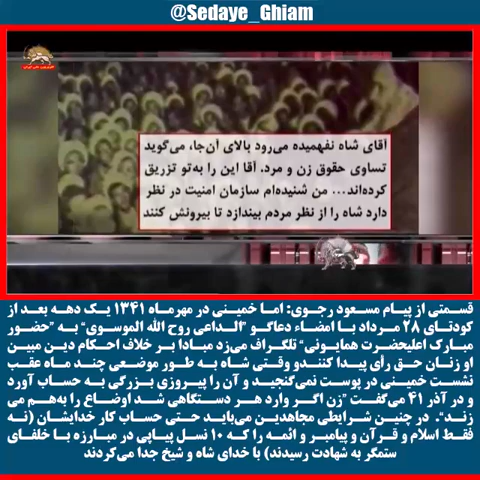 @Sedaye_Ghiam
آقای شاه نفهمیده می‌رود بالای آن‌جا، می‌گوید
تساوی حقوق زن و مرد. آقا این را به‌تو تزریق
کرده‌اند... من شنیده‌ام سازمان امنیت در نظر
دارد شاه را از نظر مردم بیندازد تا بیرونش کنند
قسمتی از پیام مسعود رجوی: اما خمینی در مهرماه ۱۳۴۱ یک دهه بعد از
کودتای ۲۸ مرداد با امضاء دعاگو "الداعی روح الله الموسوی" به "حضور
مبارک اعلیحضرت همایونی" تلگراف می‌زد مبادا بر خلاف احکام دین مبین
او زنان حق رأی پیدا کنندو وقتی شاه به طور موضعی چند ماه عقب
نشست خمینی در پوست نمی‌گنجید و آن را پیروزی بزرگی به حساب آورد
و در آذر ۴۱ می‌گفت "زن اگر وارد هر دستگاهی شد اوضاع را به‌هم می
زند". در چنین شرایطی مجاهدین می‌باید حتی حساب کار خدایشان (نه
فقط اسلام و قرآن و پیامبر و ائمه را که ۱۰ نسل پیاپی در مبارزه با خلفای
ستمگر به شهادت رسیدند) با خدای شاه و شیخ جدا می‌کردند